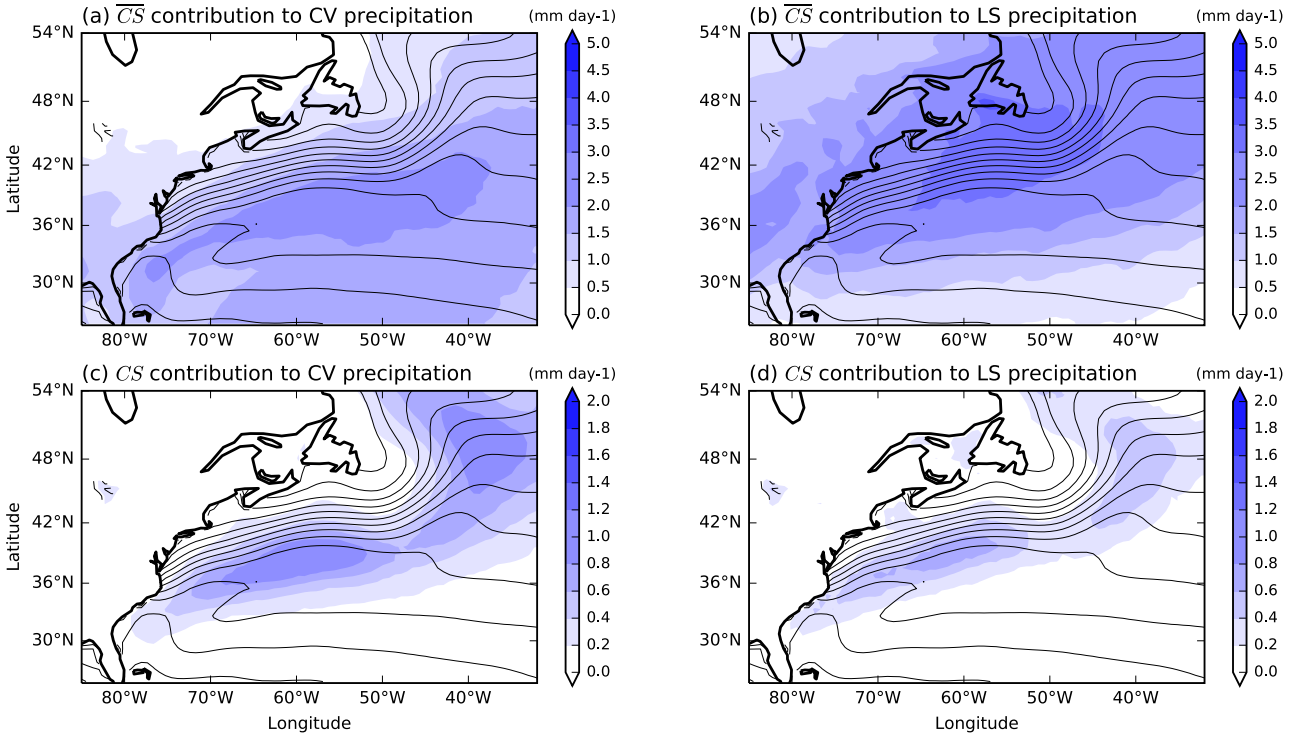 (a) CS contribution to CV precipitation (mm day-1)
54°N
48°N
42°N
36°N
30°N
Latitude
80°W 70°W 60°W 50°W 40°W
5.0
4.5
4.0
3.5
3.0
2.5
2.0
1.5
1.0
0.5
0.0
(b) CS contribution to LS precipitation (mm day-1)
54°N
48°N
42°N
36°N
30°N
80°W 70°W 60°W 50°W 40°W
5.0
4.5
4.0
3.5
3.0
2.5
2.0
1.5
1.0
0.5
0.0
(c) CS contribution to CV precipitation (mm day-1)
54°N
48°N
42°N
36°N
30°N
Latitude
80°W 70°W 60°W 50°W 40°W
Longitude
2.0
1.8
1.6
1.4
1.2
1.0
0.8
0.6
0.4
0.2
0.0
(d) CS contribution to LS precipitation (mm day-1)
54°N
48°N
42°N
36°N
30°N
80°W 70°W 60°W 50°W 40°W
Longitude
2.0
1.8
1.6
1.4
1.2
1.0
0.8
0.6
0.4
0.2
0.0